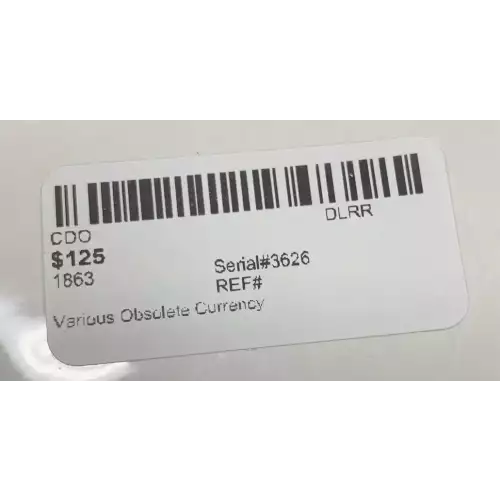 CDO DLRR
$125
1863 Serial#3626
REF#
Various Obsolete Currency